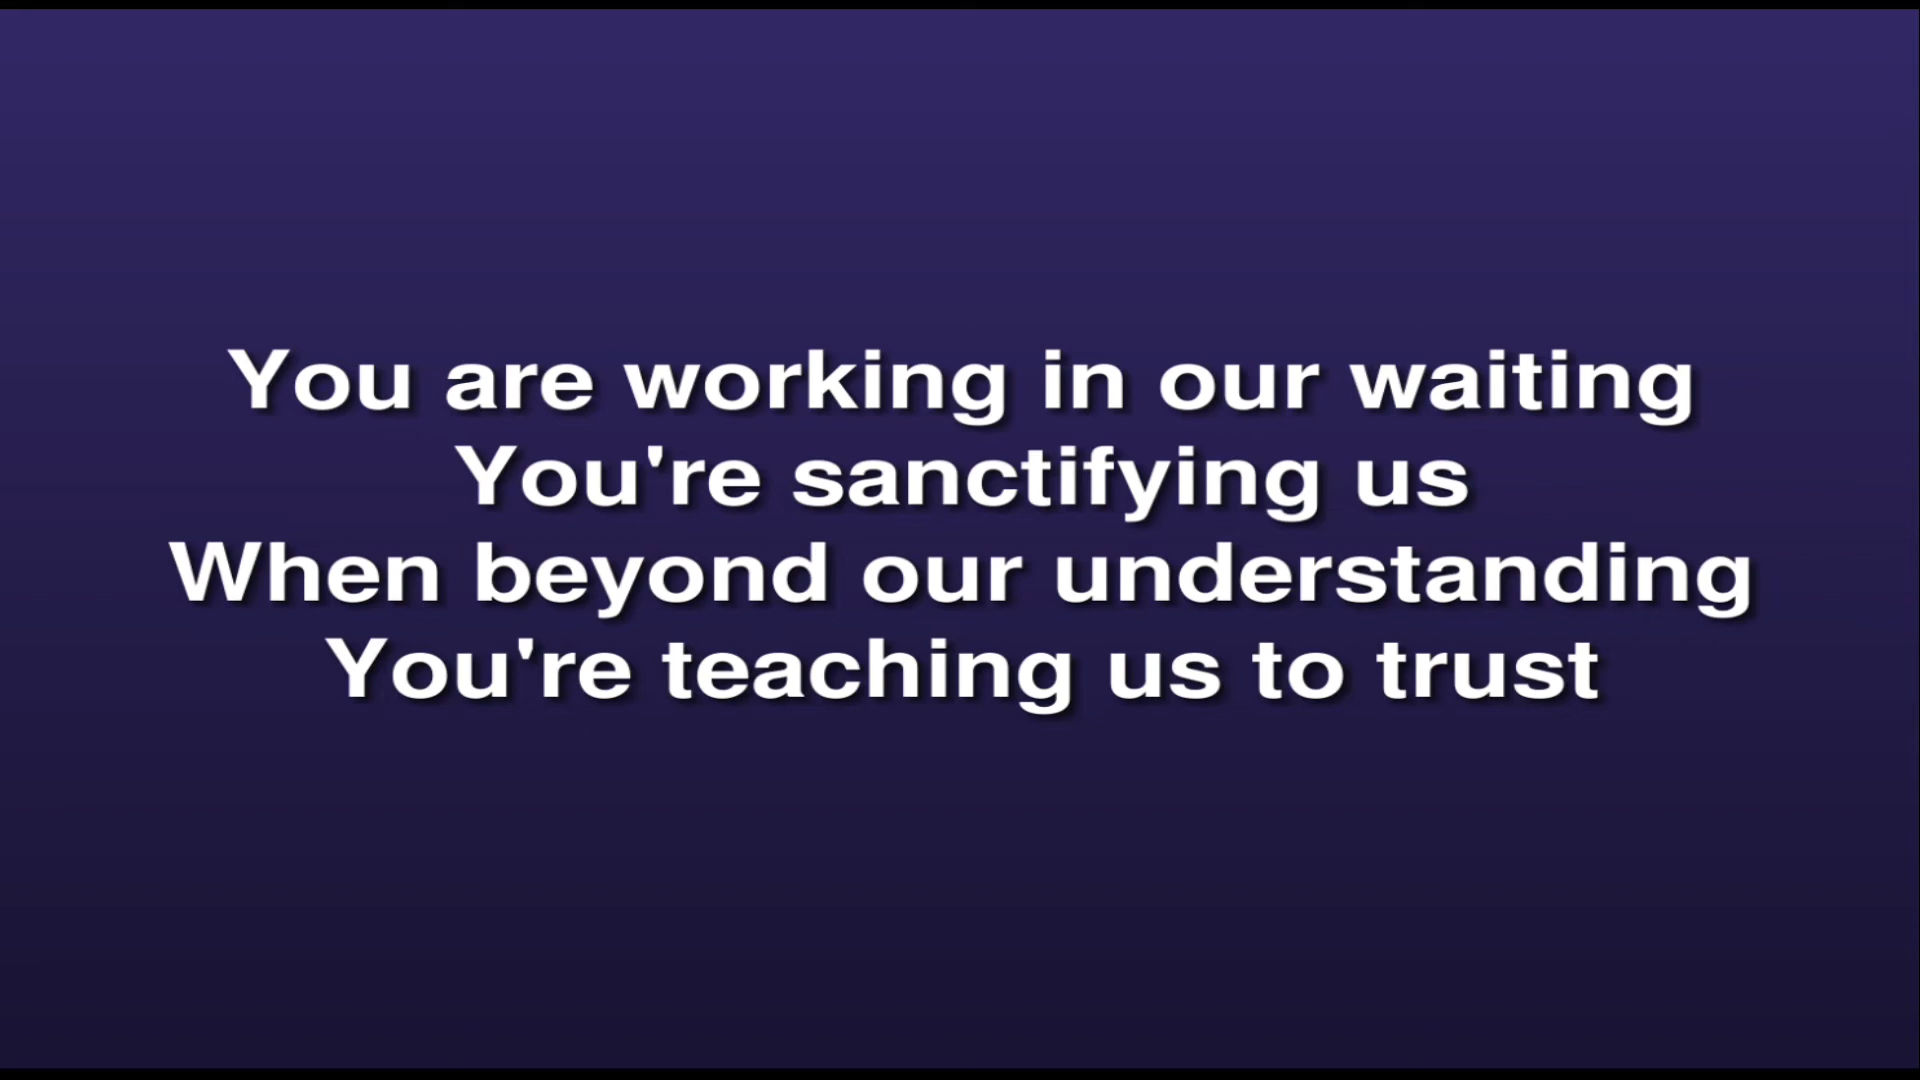 You are working in our waiting
You're sanctifying us
When beyond our understanding
You're teaching us to trust